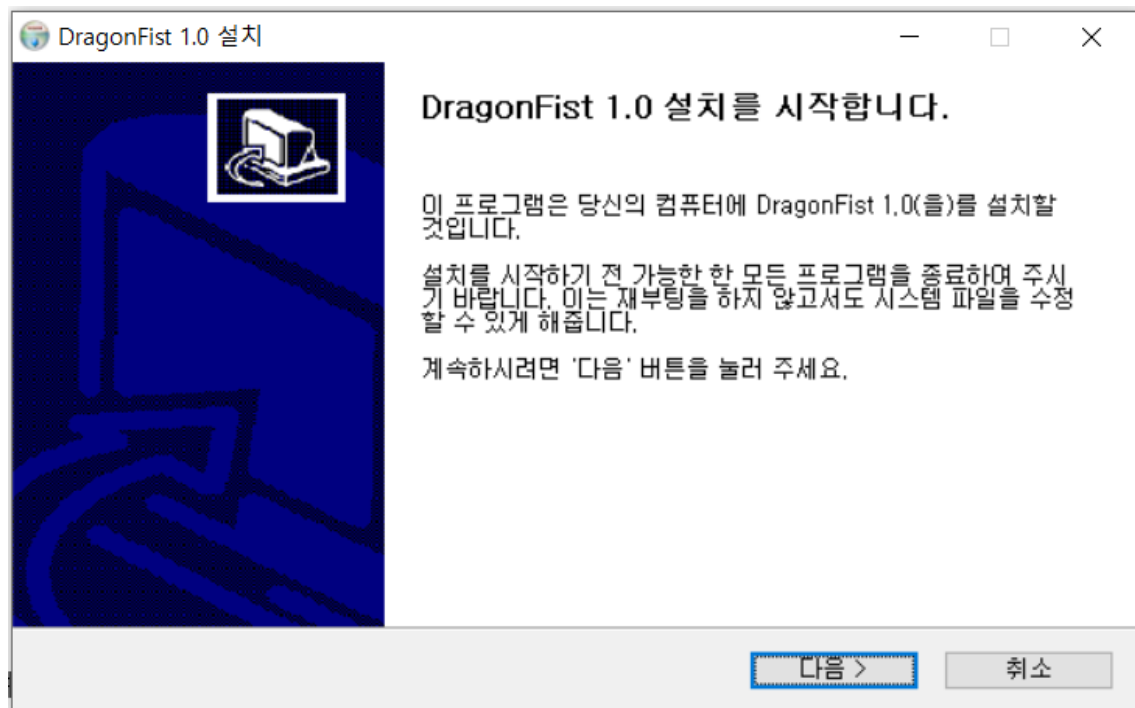 DragonFist 1.0 설치
DragonFist 1.0 설치를 시작합니다.
이 프로그램은 당신의 컴퓨터에 DragonFist 1.0(을)를 설치할
것입니다.
설치를 시작하기 전 가능한 한 모든 프로그램을 종료하여 주시
기 바랍니다. 이는 재부팅을 하지 않고서도 시스템 파일을 수정
할 수 있게 해줍니다.
계속하시려면 '다음' 버튼을 눌러 주세요.
다음 >
취소